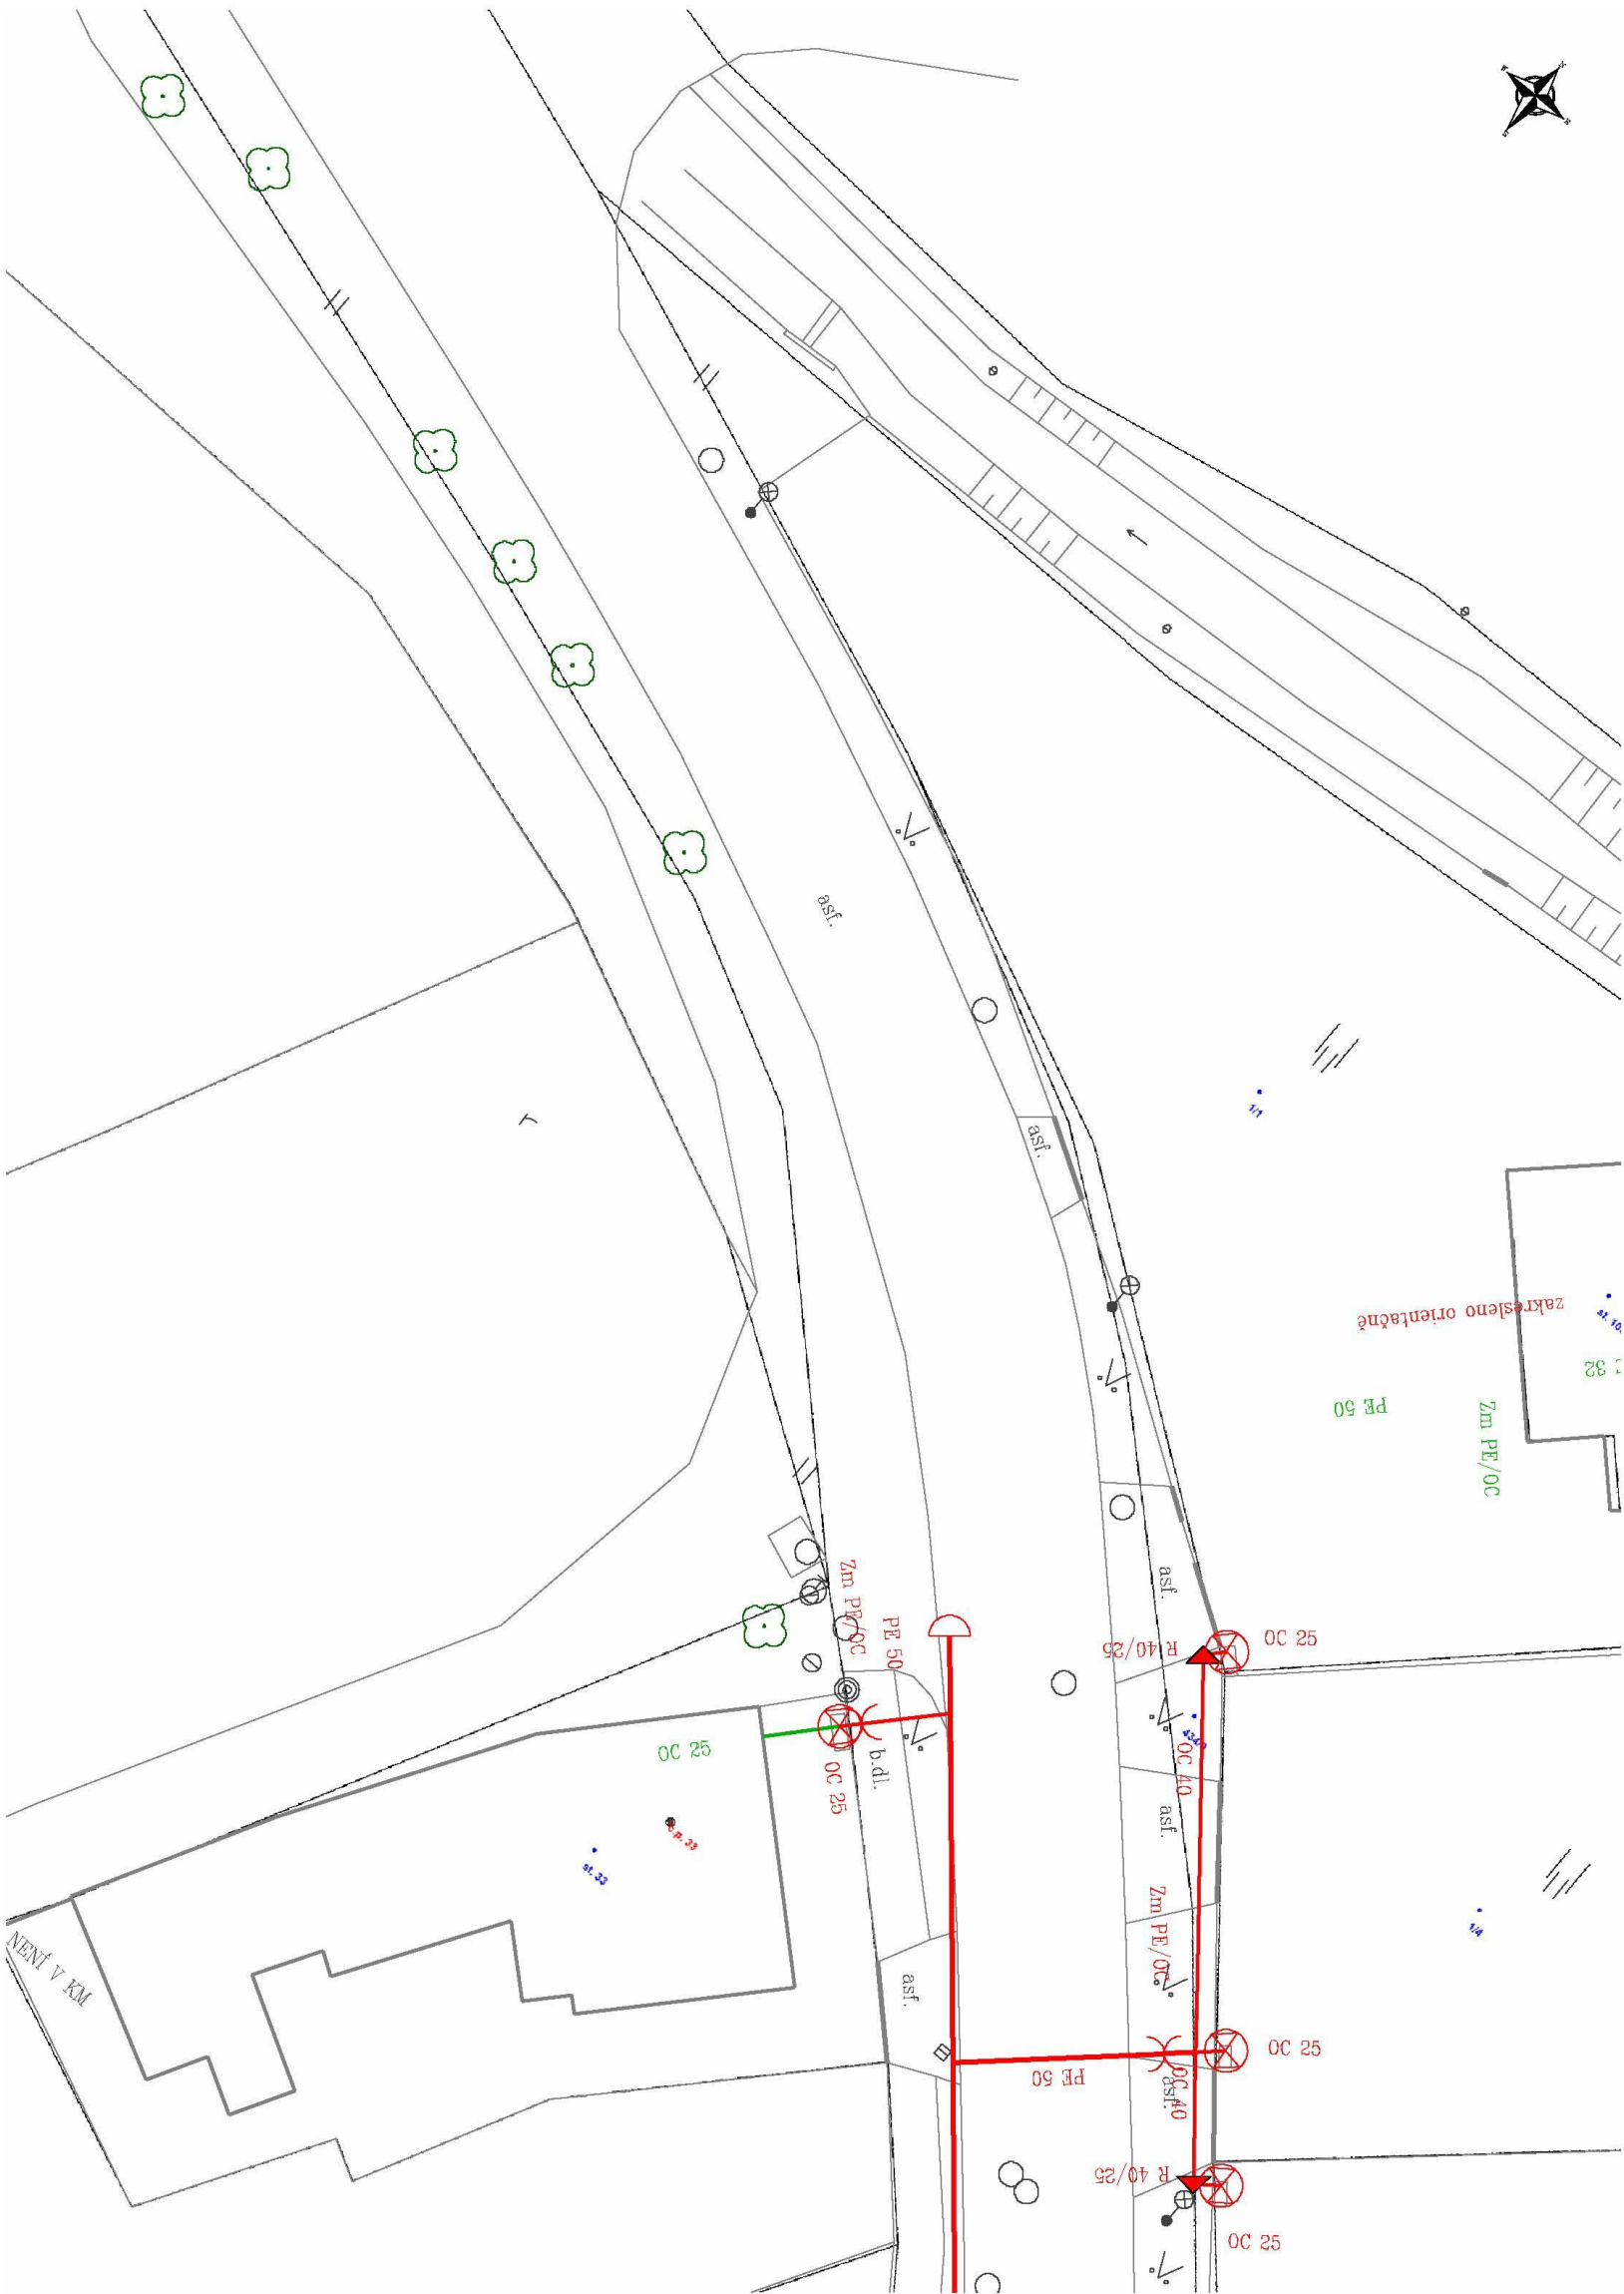 asf.
1/1
asf.
zakresleno orientačně
PE 50
Zm PE/OC
Zm PE/OC
PE 50
asf.
R 40/25
OC 25
OC 25
OC 25
b.dl.
OC 40
asf.
č.p. 33
st. 33
Zm PE/OC
1/4
NENÍ V KM
asf.
OC 25
PE 50
OC 40
asf.
R 40/25
OC 25